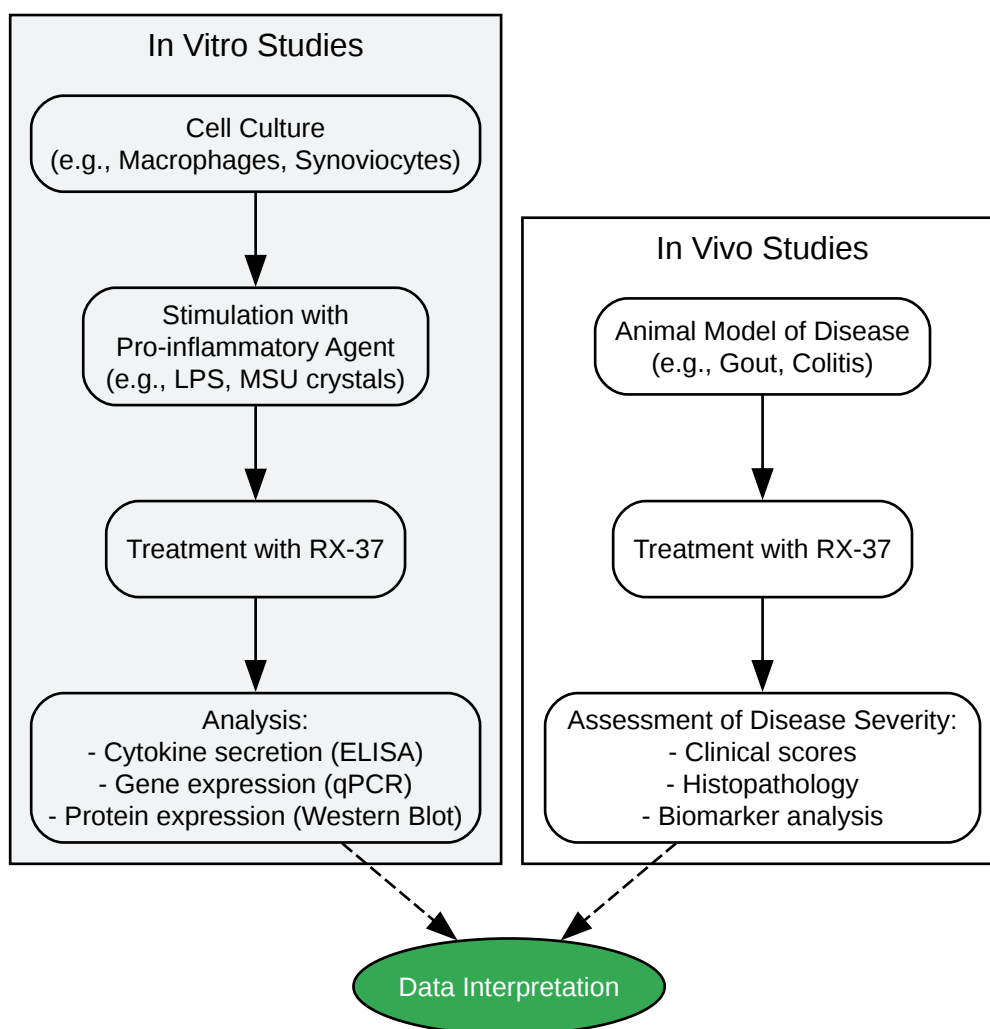 In Vitro Studies
Cell Culture
(e.g., Macrophages, Synoviocytes)
Stimulation with
Pro-inflammatory Agent
(e.g., LPS, MSU crystals)
Treatment with RX-37
Analysis:
- Cytokine secretion (ELISA)
- Gene expression (qPCR)
- Protein expression (Western Blot)
In Vivo Studies
Animal Model of Disease
(e.g., Gout, Colitis)
Treatment with RX-37
Assessment of Disease Severity:
- Clinical scores
- Histopathology
- Biomarker analysis
Data Interpretation